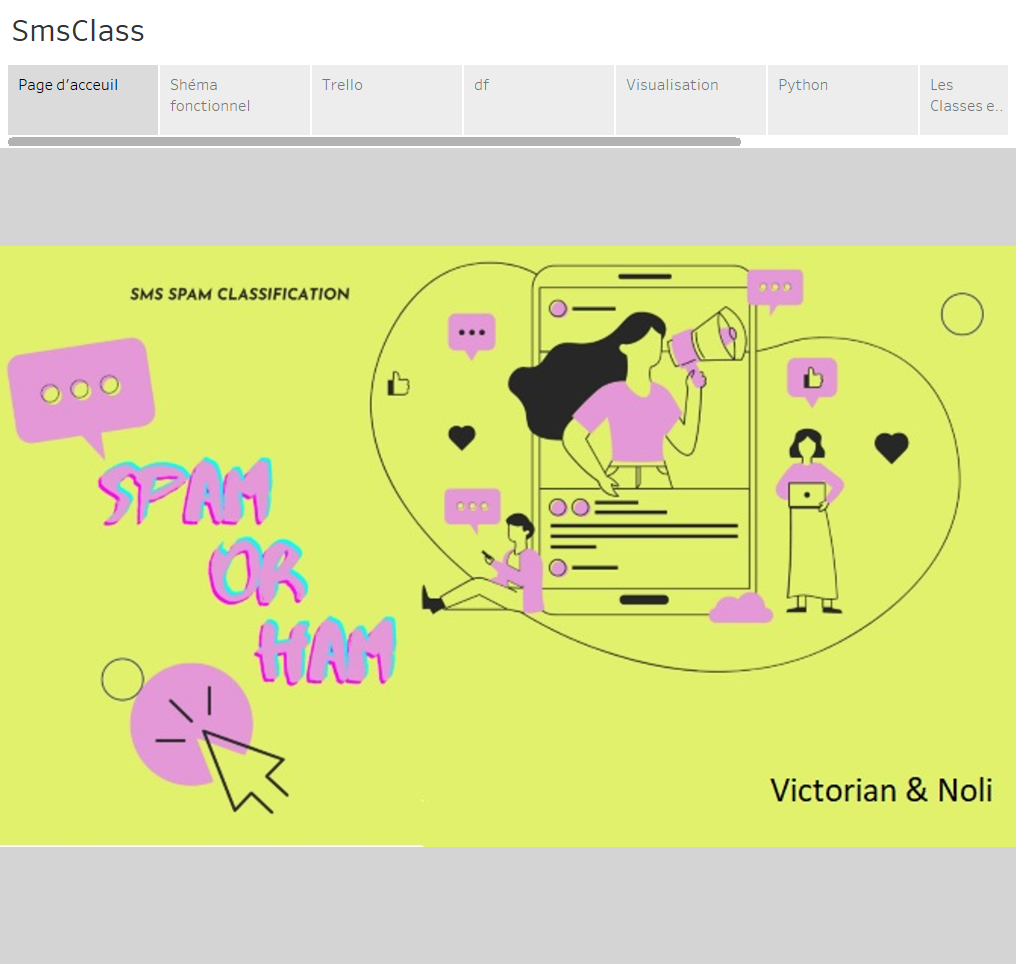 SmsClass
Page d’acceuil
Shéma
fonctionnel
Trello
df
Visualisation
Python
Les
Classes e..
SMS SPAM CLASSIFICATION
SPAM
OR
HAM
Victorian & Noli